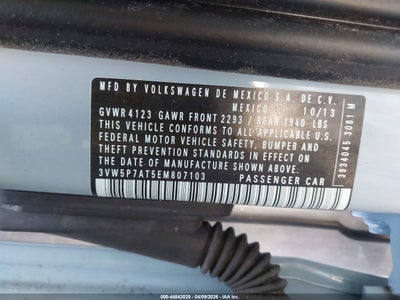 MFD BY VOLKSWAGEN DE MEXICO S.A. DE C.V.
MEXICO 10/13
GVWR 4123 GAWR FRONT 2293 / REAR 1940 LBS
THIS VEHICLE CONFORMS TO ALL APPLICABLE U.S.
FEDERAL MOTOR VEHICLE SAFETY, BUMPER AND
THEFT PREVENTION STANDARDS IN EFFECT ON
THE DATE OF MANUFACTURE SHOWN ABOVE
3VW5P7AT5EM807103 PASSENGER CAR
3934045 3081 M
000-44842020 - 04/09/2026 - IAA Inc.